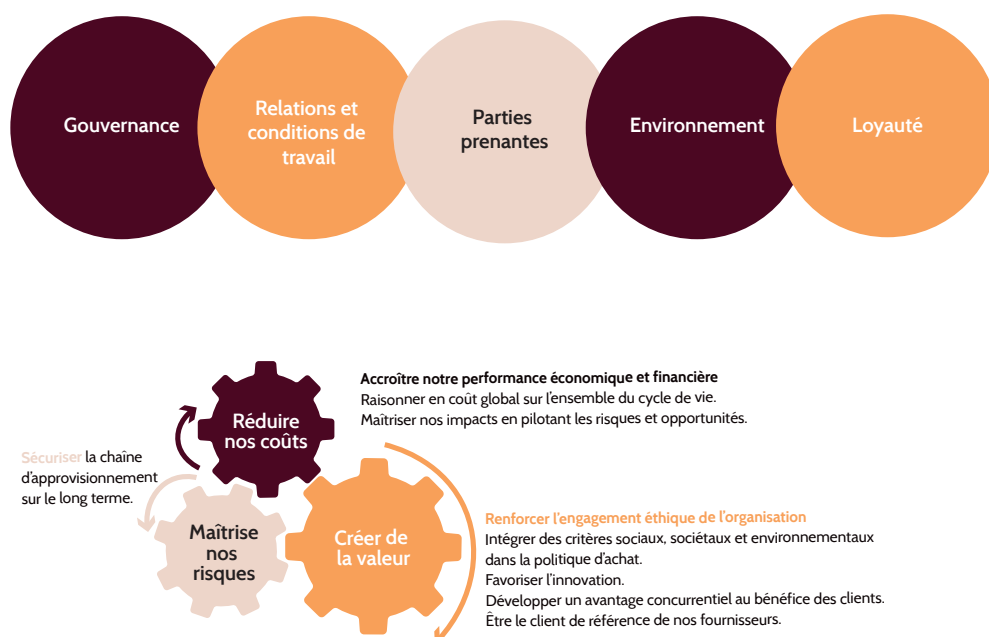 Gouvernance
Relations et
conditions de
travail
Parties
prenantes
Environnement
Loyauté
Accroître notre performance économique et financière
Raisonner en coût global sur l'ensemble du cycle de vie.
Maîtriser nos impacts en pilotant les risques et opportunités.
Réduire
nos coûts
Sécuriser la chaîne
d'approvisionnement
sur le long terme.
Maîtrise
nos
risques
Créer de
la valeur
Renforcer l'engagement éthique de l'organisation
Intégrer des critères sociaux, sociétaux et environnementaux
dans la politique d'achat.
Favoriser l'innovation.
Développer un avantage concurrentiel au bénéfice des clients.
Être le client de référence de nos fournisseurs.